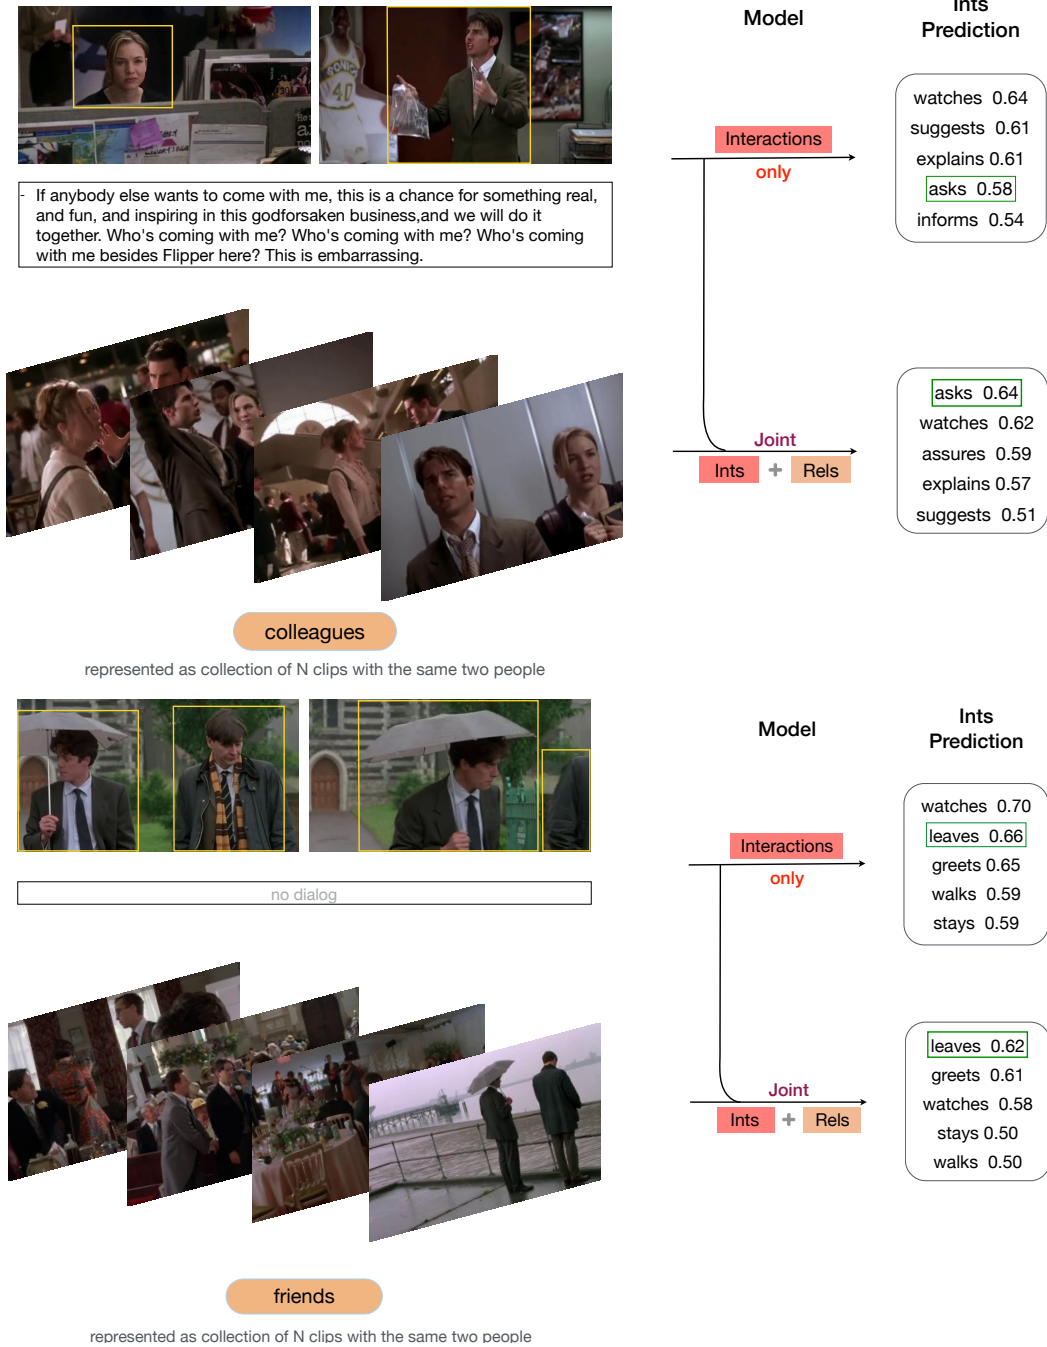 Model
Ints
Prediction
SONICS
40
Interactions
only
watches 0.64
suggests 0.61
explains 0.61
asks 0.58
informs 0.54
- If anybody else wants to come with me, this is a chance for something real,
and fun, and inspiring in this godforsaken business,and we will do it
together. Who's coming with me? Who's coming with me? Who's coming
with me besides Flipper here? This is embarrassing.
Joint
Ints + Rels
asks 0.64
watches 0.62
assures 0.59
explains 0.57
suggests 0.51
colleagues
represented as collection of N clips with the same two people
Model
Ints
Prediction
Interactions
only
watches 0.70
leaves 0.66
greets 0.65
walks 0.59
stays 0.59
no dialog
Joint
Ints + Rels
leaves 0.62
greets 0.61
watches 0.58
stays 0.50
walks 0.50
friends
represented as collection of N clips with the same two people